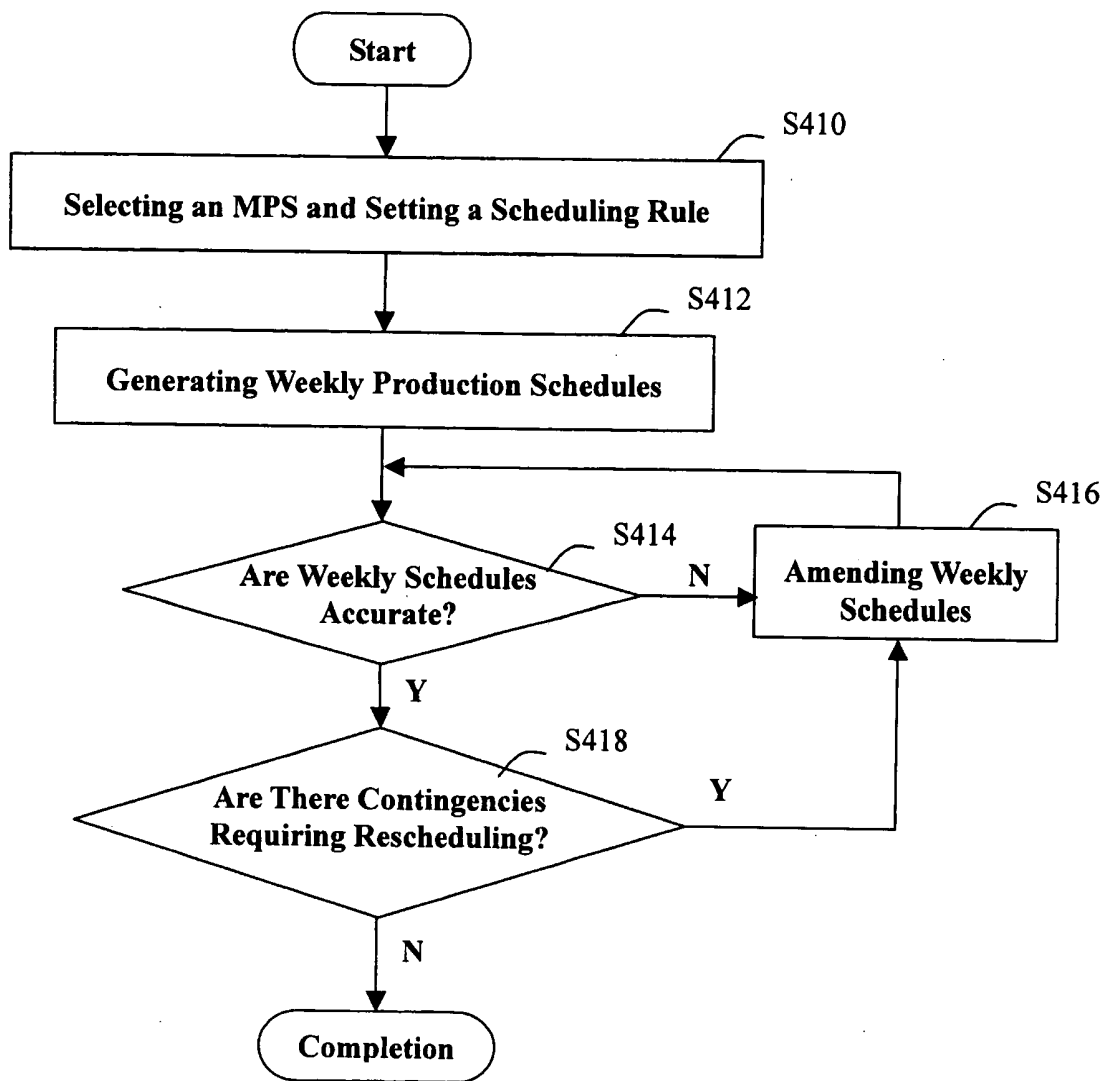 Start
S410
Selecting an MPS and Setting a Scheduling Rule
S412
Generating Weekly Production Schedules
S416
S414
Are Weekly Schedules
Accurate?
N
Amending Weekly
Schedules
Y
S418
Are There Contingencies
Requiring Rescheduling?
Y
N
Completion